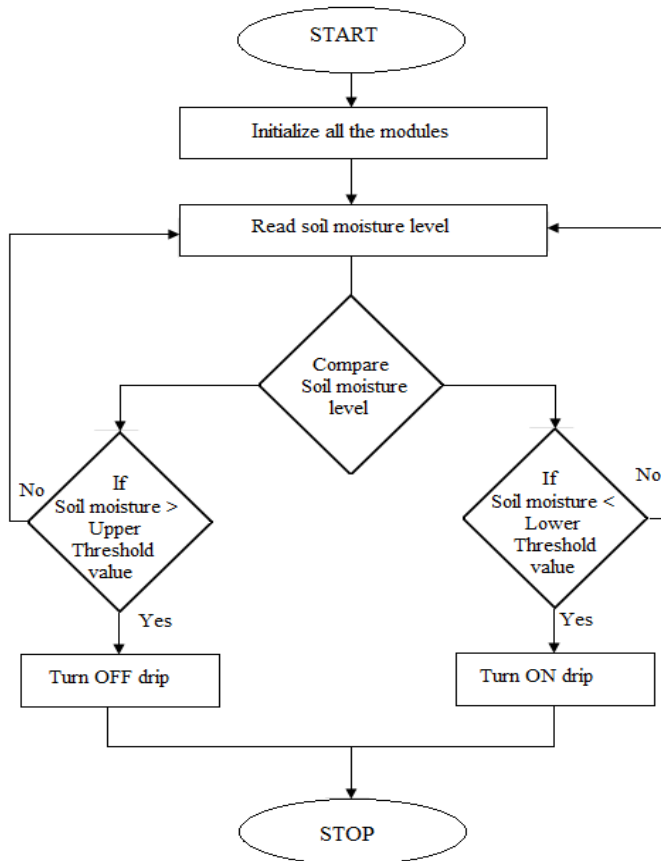 START
Initialize all the modules
Read soil moisture level
Compare
Soil moisture
level
If
Soil moisture >
Upper
Threshold
value
No
Yes
Turn OFF drip
If
Soil moisture <
Lower
Threshold
value
No
Yes
Turn ON drip
STOP